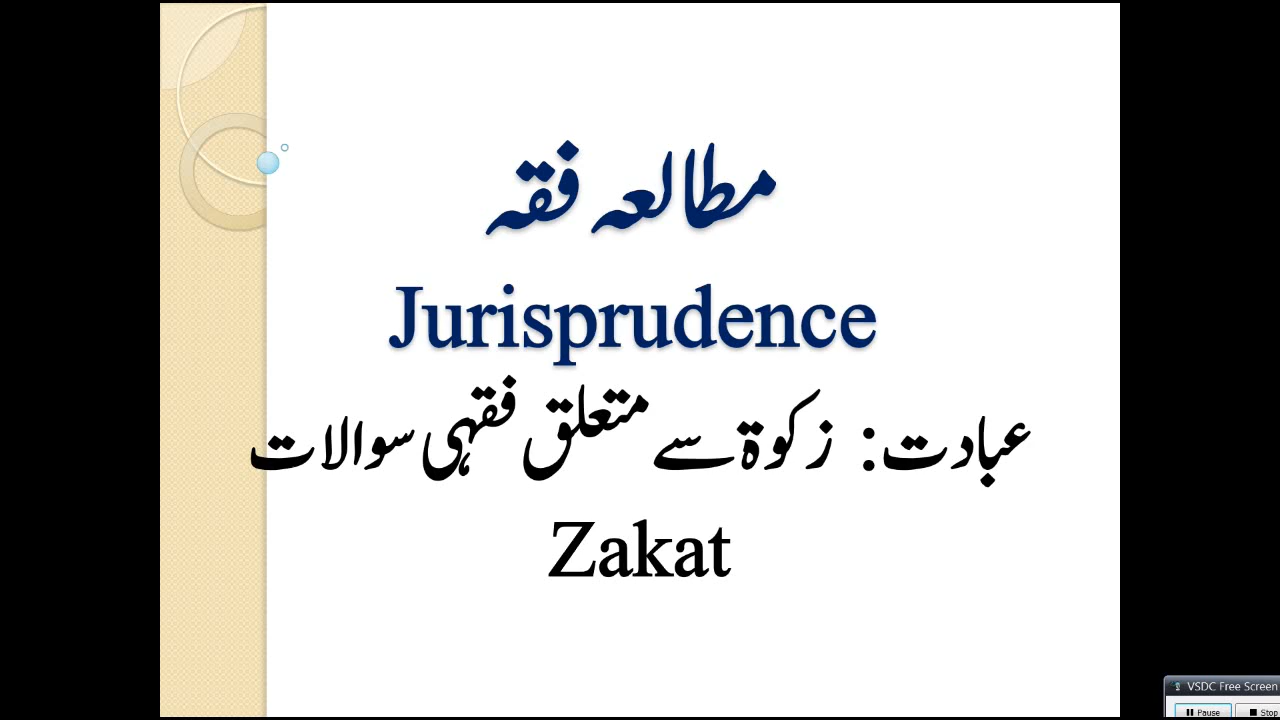 مطالعہ فقہ
Jurisprudence
عبادت: زکوۃ سے متعلق فقہی سوالات
Zakat
VSDC Free Screen
Pause Stop